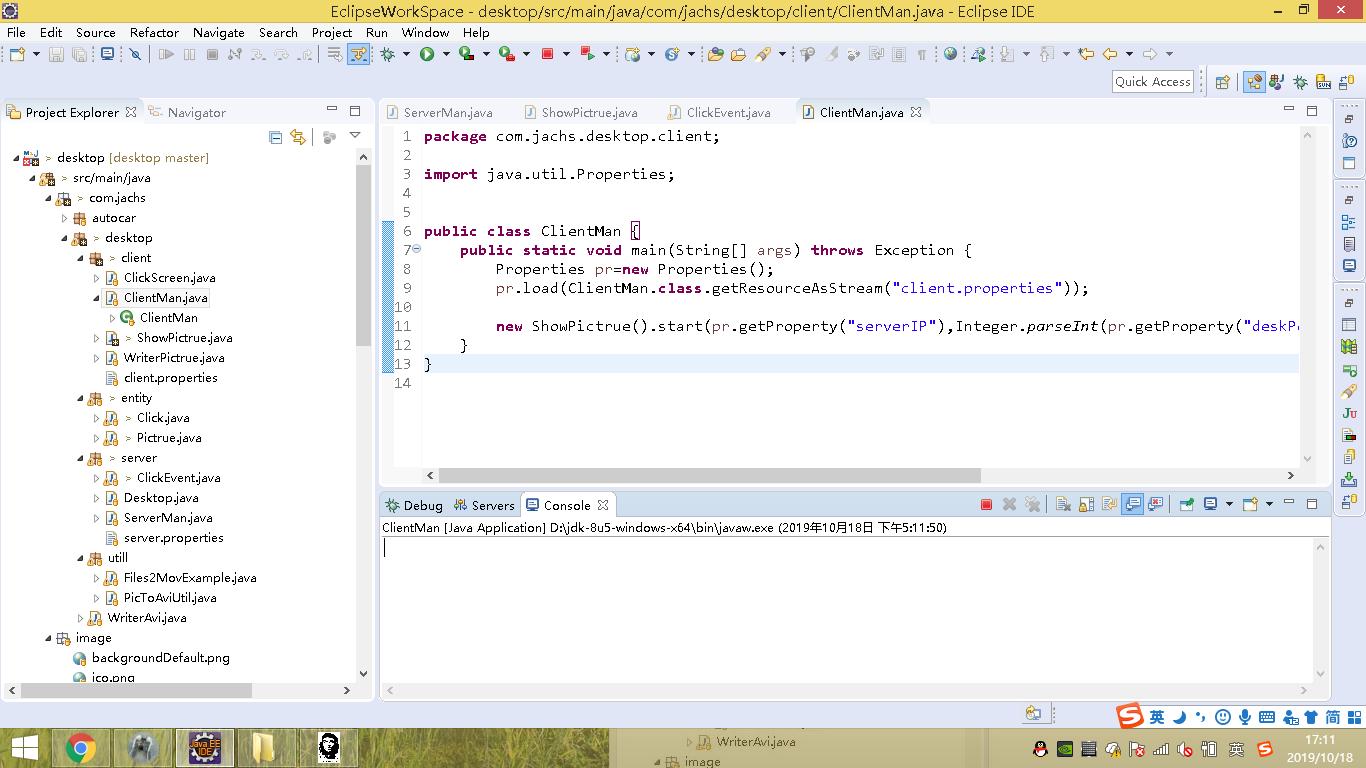 EclipseWorkSpace - desktop/src/main/java/com/jachs/desktop/client/ClientMan.java - Eclipse IDE
File Edit Source Refactor Navigate Search Project Run Window Help
Quick Access
Project Explorer Navigator
> desktop [desktop master]
> src/main/java
> com.jachs
autocar
> desktop
> client
ClickScreen.java
ClientMan.java
ClientMan
> ShowPictrue.java
WriterPictrue.java
client.properties
> entity
> Click.java
> Pictrue.java
> server
> ClickEvent.java
Desktop.java
ServerMan.java
server.properties
utill
Files2MovExample.java
PicToAviUtil.java
WriterAvi.java
image
backgroundDefault.png
ico.png
ServerMan.java ShowPictrue.java ClickEvent.java ClientMan.java
1 package com.jachs.desktop.client;
2
3 import java.util.Properties;
4
5
6 public class ClientMan {
7 public static void main(String[] args) throws Exception {
8 Properties pr=new Properties();
9 pr.load(ClientMan.class.getResourceAsStream("client.properties"));
10
11 new ShowPictrue().start(pr.getProperty("serverIP"),Integer.parseInt(pr.getProperty("deskP
12 }
13 }
14
Debug Servers Console
ClientMan [Java Application] D:\jdk-8u5-windows-x64\bin\javaw.exe (2019年10月18日 下午5:11:50)
英 简
Java EE
IDE
WriterAvi.java
image
英
17:11
2019/10/18